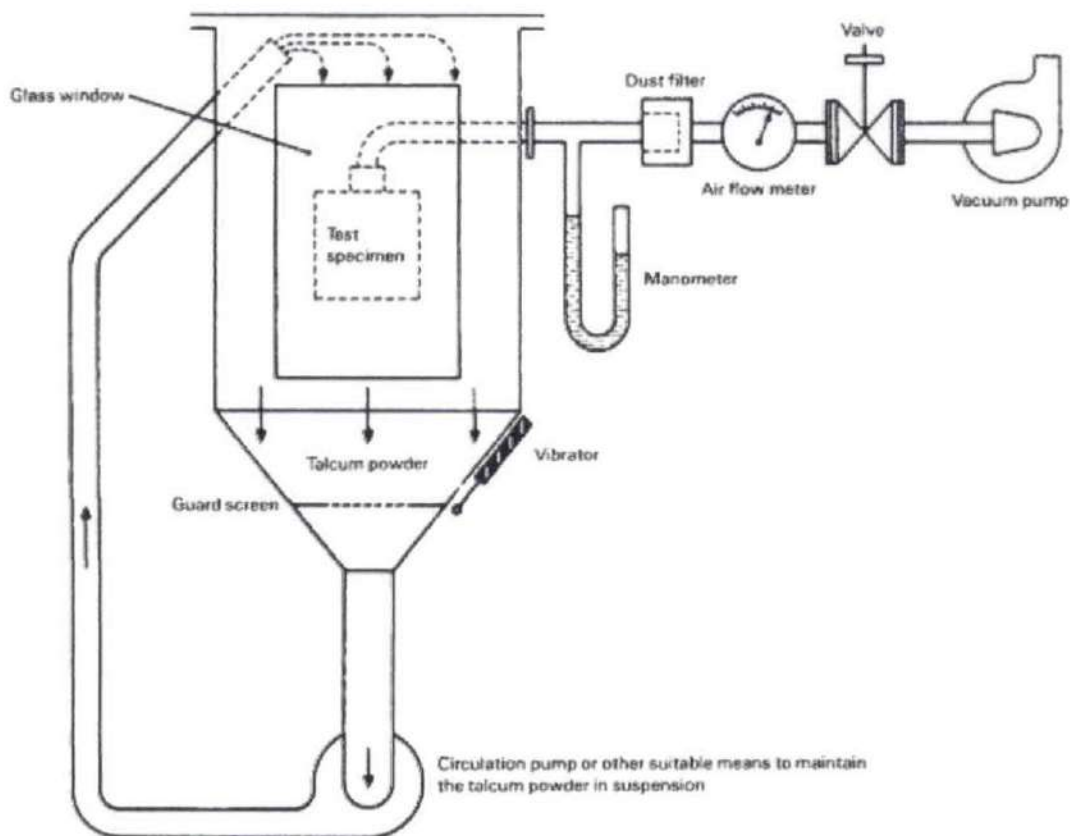 Valve
Dust filter
Glass window
Air flow meter
Vacuum pump
Test
specimen
Manometer
Talcum powder
Vibrator
Guard screen
Circulation pump or other suitable means to maintain
the talcum powder in suspension